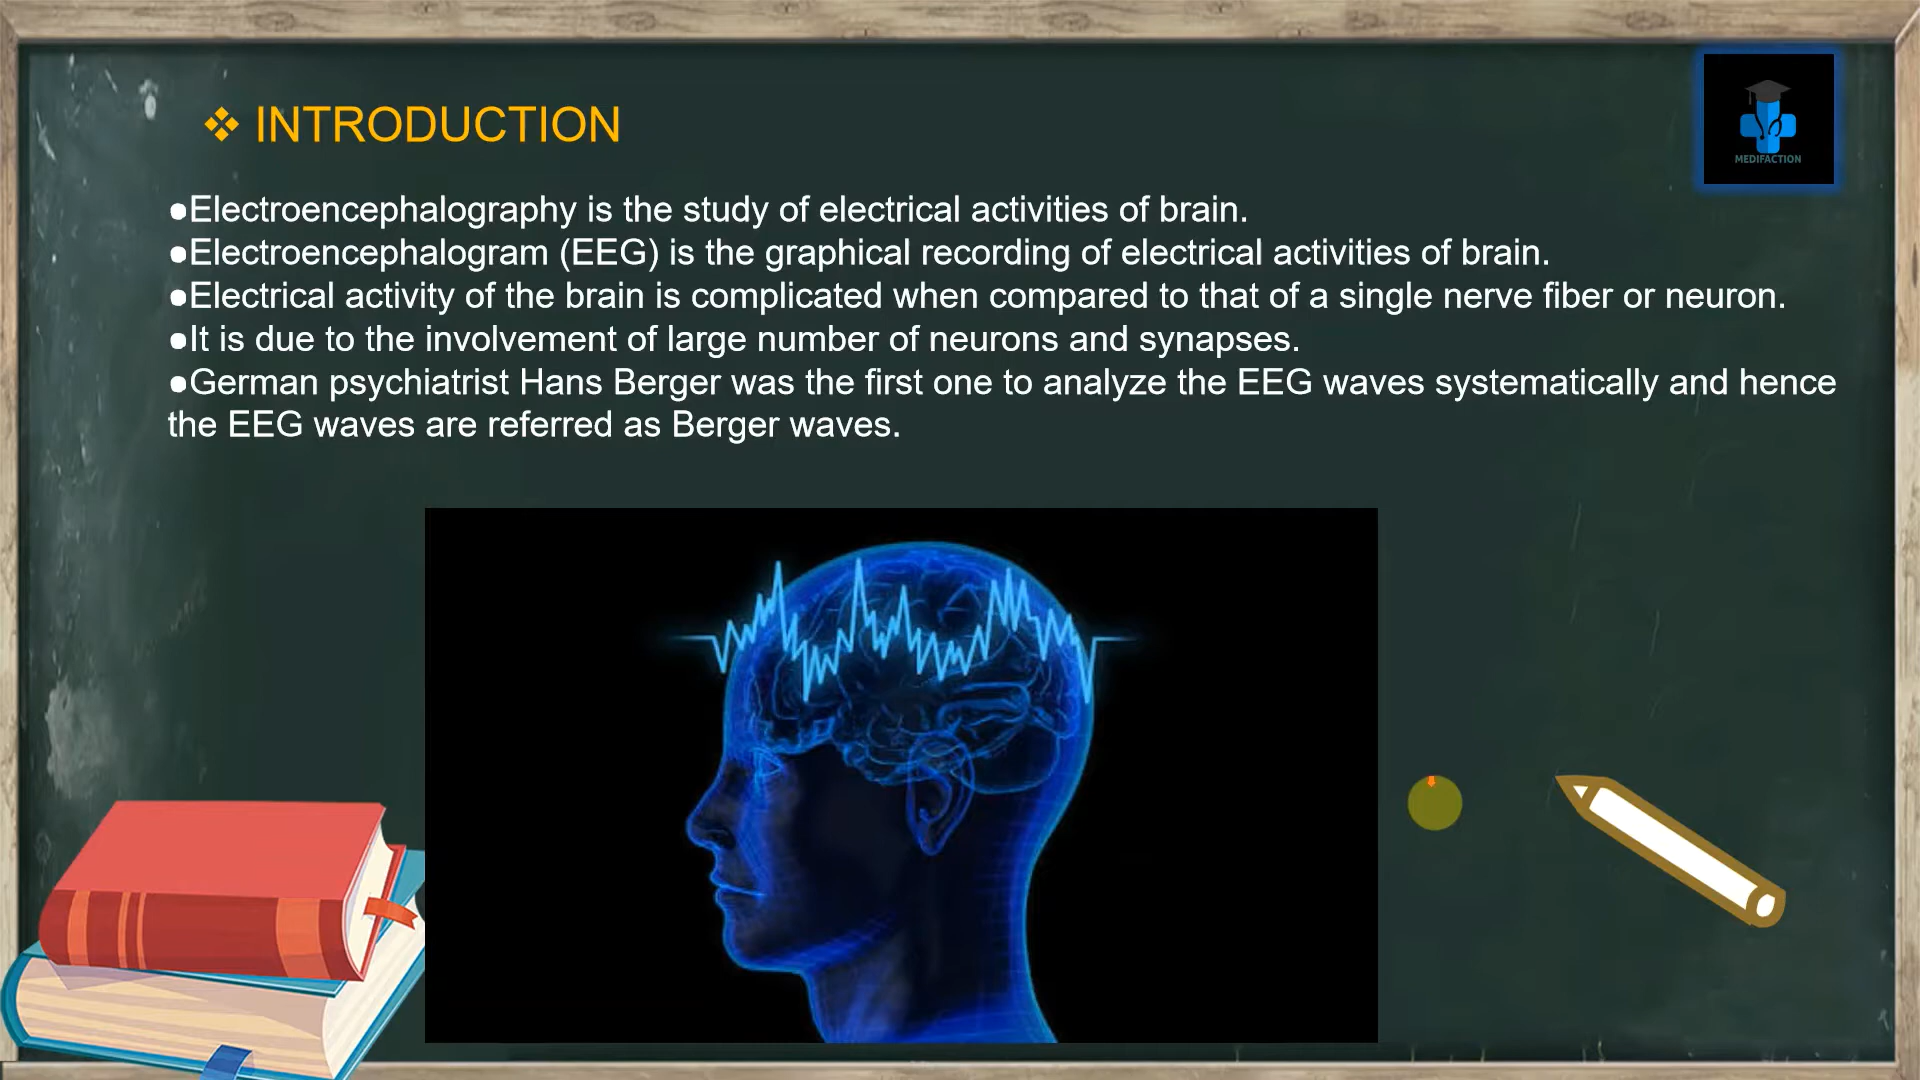 ❖ INTRODUCTION
MEDIFACTION
●Electroencephalography is the study of electrical activities of brain.
●Electroencephalogram (EEG) is the graphical recording of electrical activities of brain.
●Electrical activity of the brain is complicated when compared to that of a single nerve fiber or neuron.
●It is due to the involvement of large number of neurons and synapses.
●German psychiatrist Hans Berger was the first one to analyze the EEG waves systematically and hence
the EEG waves are referred as Berger waves.